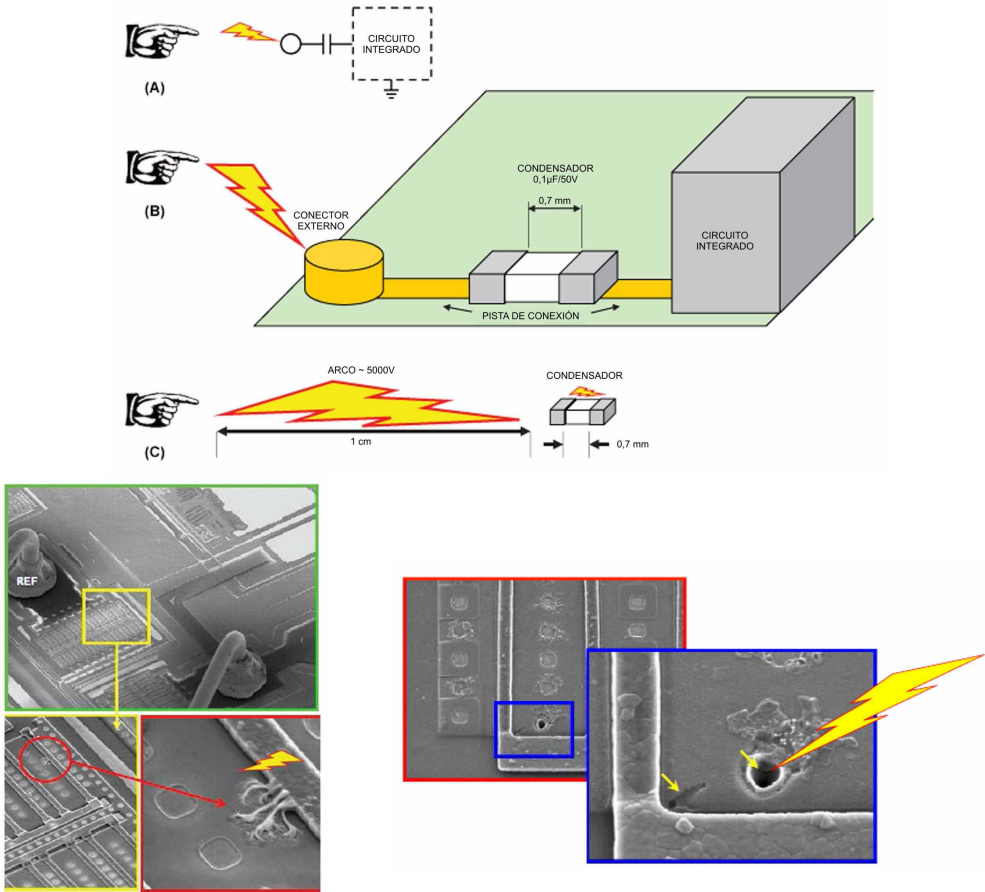 CIRCUITO
INTEGRADO
(A)
(B)
CONDENSADOR
0,1µF/50V
0,7 mm
CONECTOR
EXTERNO
CIRCUITO
INTEGRADO
PISTA DE CONEXIÓN
ARCO ~ 5000V
CONDENSADOR
1 cm
0,7 mm
(C)
REF